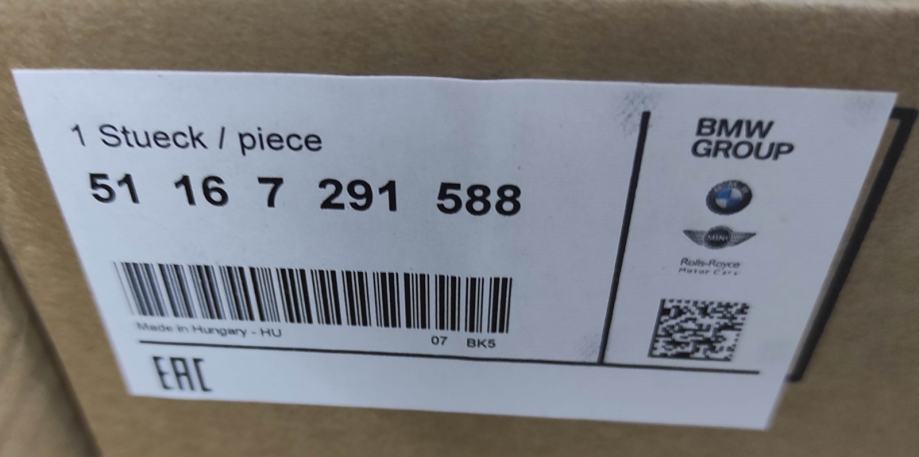 1 Stueck / piece
51 16 7 291 588
Made in Hungary - HU
07 BK5
EAC
BMW
GROUP
MINI
Rolls-Royce
Motor Cars